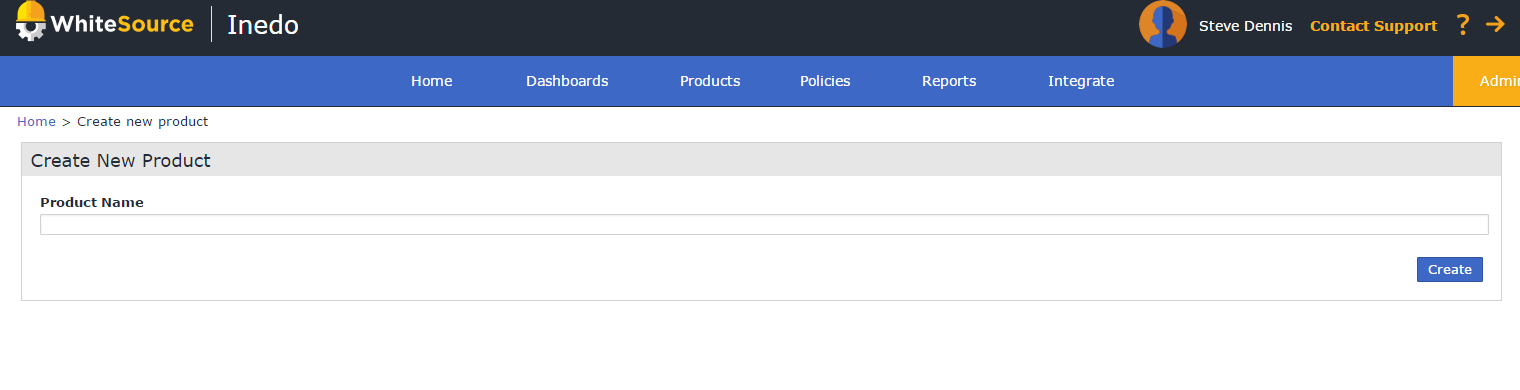 WhiteSource Inedo Steve Dennis Contact Support ?
Home Dashboards Products Policies Reports Integrate
Home > Create new product
Create New Product
Product Name
Create